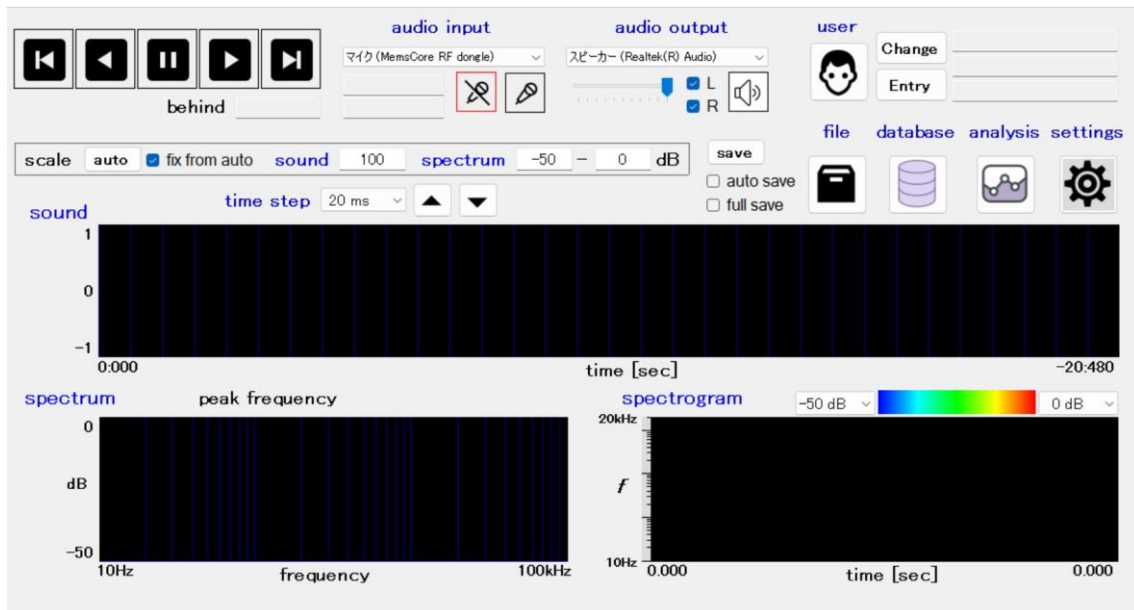 audio input
audio output
user
マイク (MemsCore RF dongle)
スピーカー (Realtek(R) Audio)
Change
L
Entry
behind
R
file database analysis settings
scale auto fix from auto sound 100 spectrum -50 - 0 dB
save
auto save
time step 20 ms
full save
sound
1
0
-1
0:000
time [sec]
-20:480
spectrum
peak frequency
0
dB
-50
10Hz
frequency
100kHz
spectrogram
-50 dB
0 dB
20kHz
f
10Hz
0.000
time [sec]
0.000